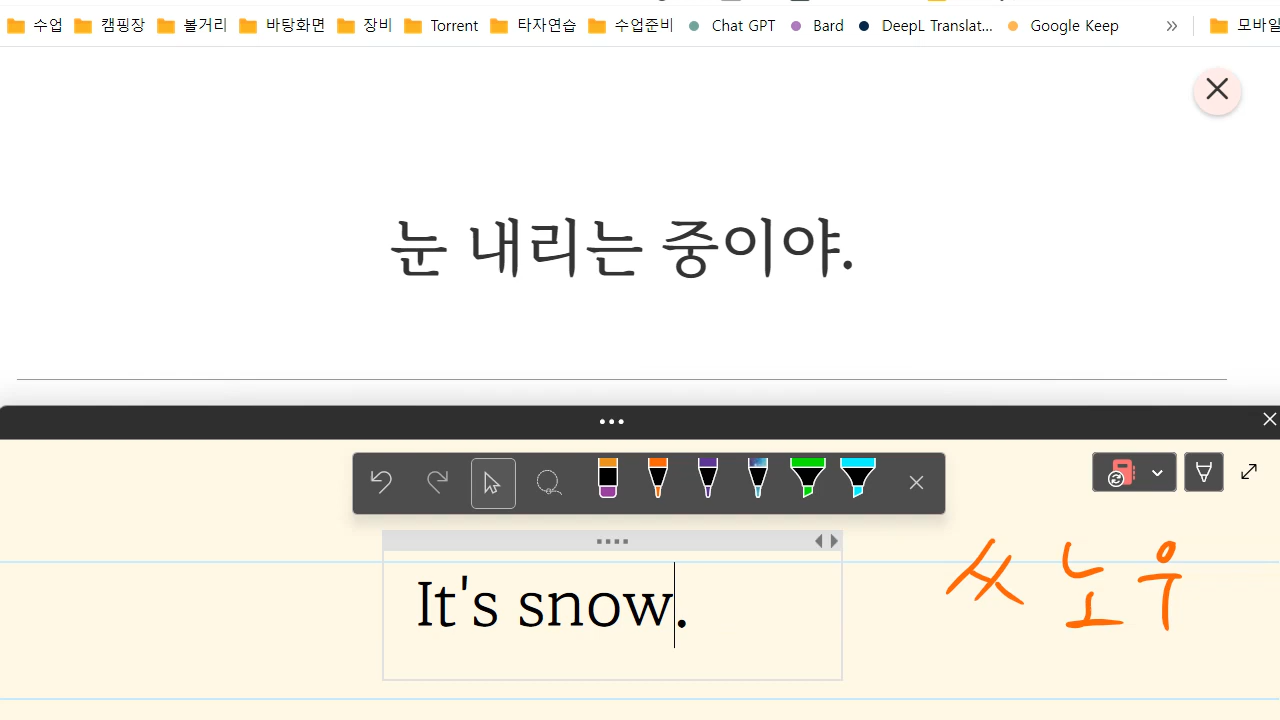 수업 캠핑장 볼거리 바탕화면 장비 Torrent 타자연습 수업준비 Chat GPT Bard DeepL Translat... Google Keep » 모바일
눈 내리는 중이야.
It's snow.
쓰 노우